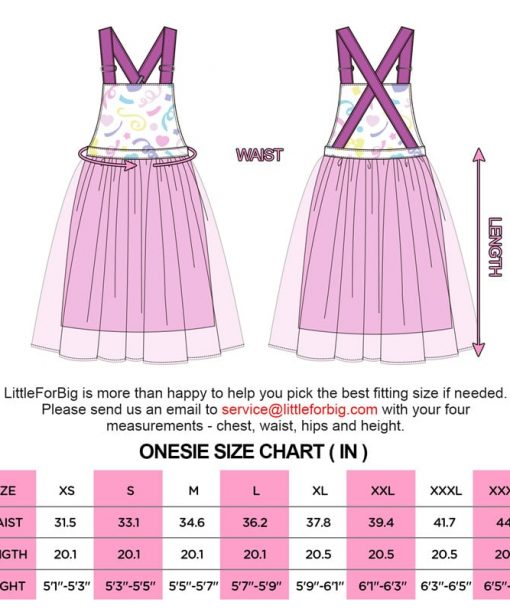 WAIST
LENGTH
LittleForBig is more than happy to help you pick the best fitting size if needed.
Please send us an email to service@littleforbig.com with your four
measurements - chest, waist, hips and height.
ONESIE SIZE CHART ( IN )
ZE XS S M L XL XXL XXXL XXX
AIST 31.5 33.1 34.6 36.2 37.8 39.4 41.7 44
NGTH 20.1 20.1 20.1 20.1 20.5 20.5 20.5 20
GHT 5'1"-5'3" 5'3"-5'5" 5'5"-5'7" 5'7"-5'9" 5'9"-6'1" 6'1"-6'3" 6'3"-6'5" 6'5"